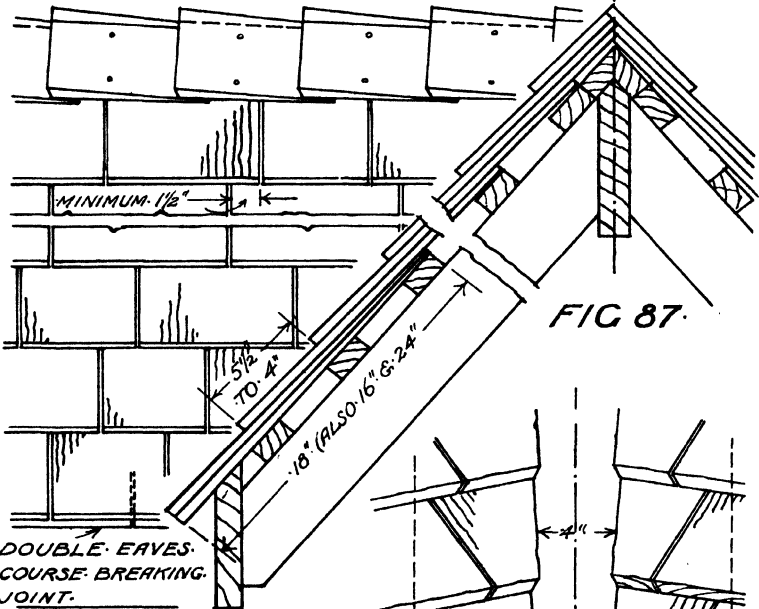 MINIMUM· 1½"
FIG 87·
5½"
TO· 4"
·18"· (ALSO· 16" & 24"
4"
DOUBLE· EAVES·
COURSE· BREAKING·
JOINT·